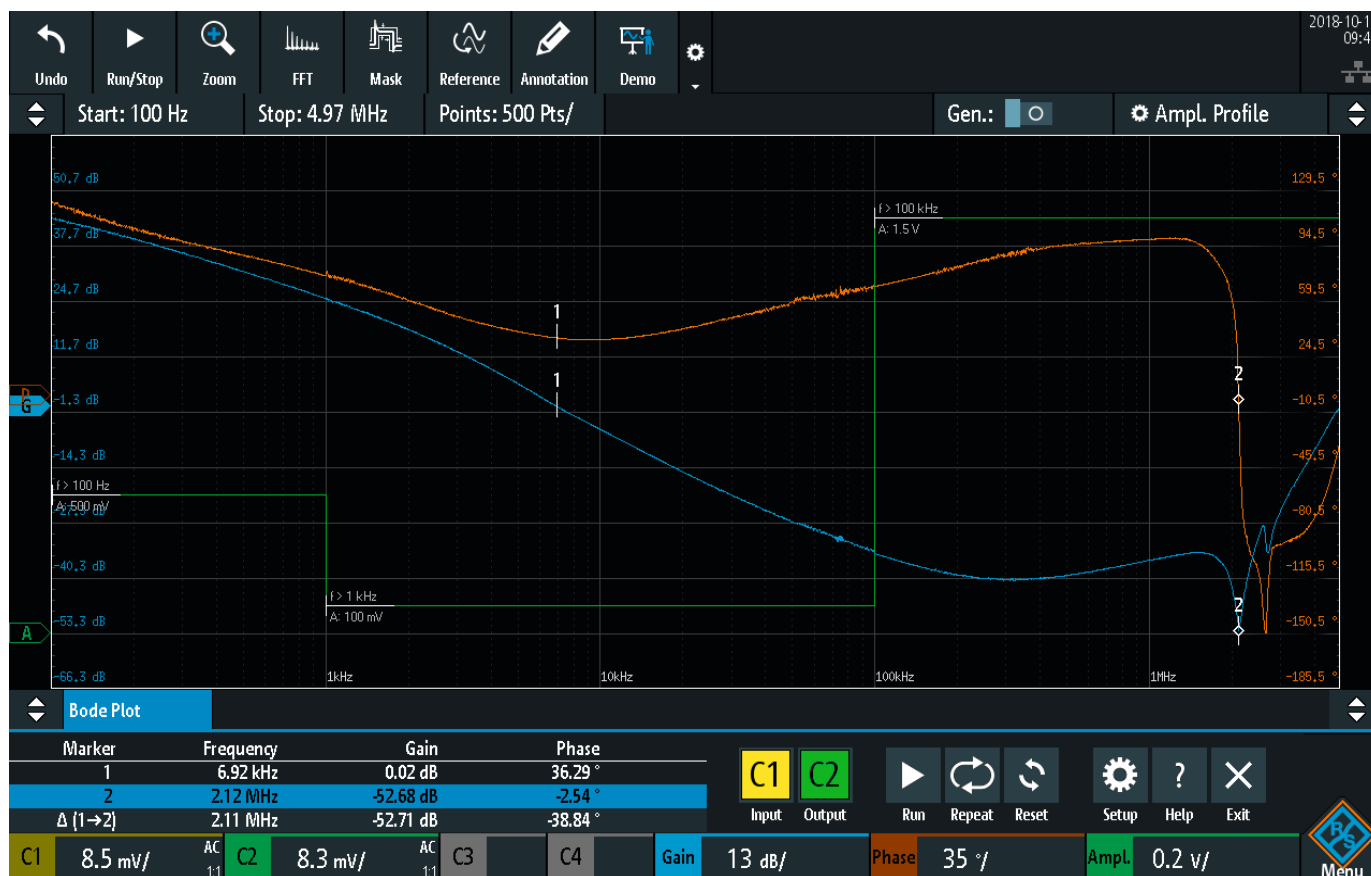 2018-10-1
09:4
Undo Run/Stop Zoom FFT Mask Reference Annotation Demo
Start: 100 Hz Stop: 4.97 MHz Points: 500 Pts/ Gen.: Ampl. Profile
50.7 dB 129.5 °
f > 100 kHz
A: 1.5 V
37.7 dB 94.5 °
24.7 dB 59.5 °
1
11.7 dB 24.5 °
1 2
G -1.3 dB -10.5 °
-14.3 dB -45.5 °
f > 100 Hz
A: 500 mV
-27.3 dB -80.5 °
-40.3 dB -115.5 °
f > 1 kHz 2
A: 100 mV
A -53.3 dB -150.5 °
-66.3 dB 1kHz 10kHz 100kHz 1MHz -185.5 °
Bode Plot
Marker Frequency Gain Phase
1 6.92 kHz 0.02 dB 36.29 °
2 2.12 MHz -52.68 dB -2.54 °
Δ (1→2) 2.11 MHz -52.71 dB -38.84 °
C1 C2 ?
Input Output Run Repeat Reset Setup Help Exit
C1 8.5 mV/ AC 1:1 C2 8.3 mV/ AC 1:1 C3 C4 Gain 13 dB/ Phase 35 °/ Ampl. 0.2 V/ R&S Menu